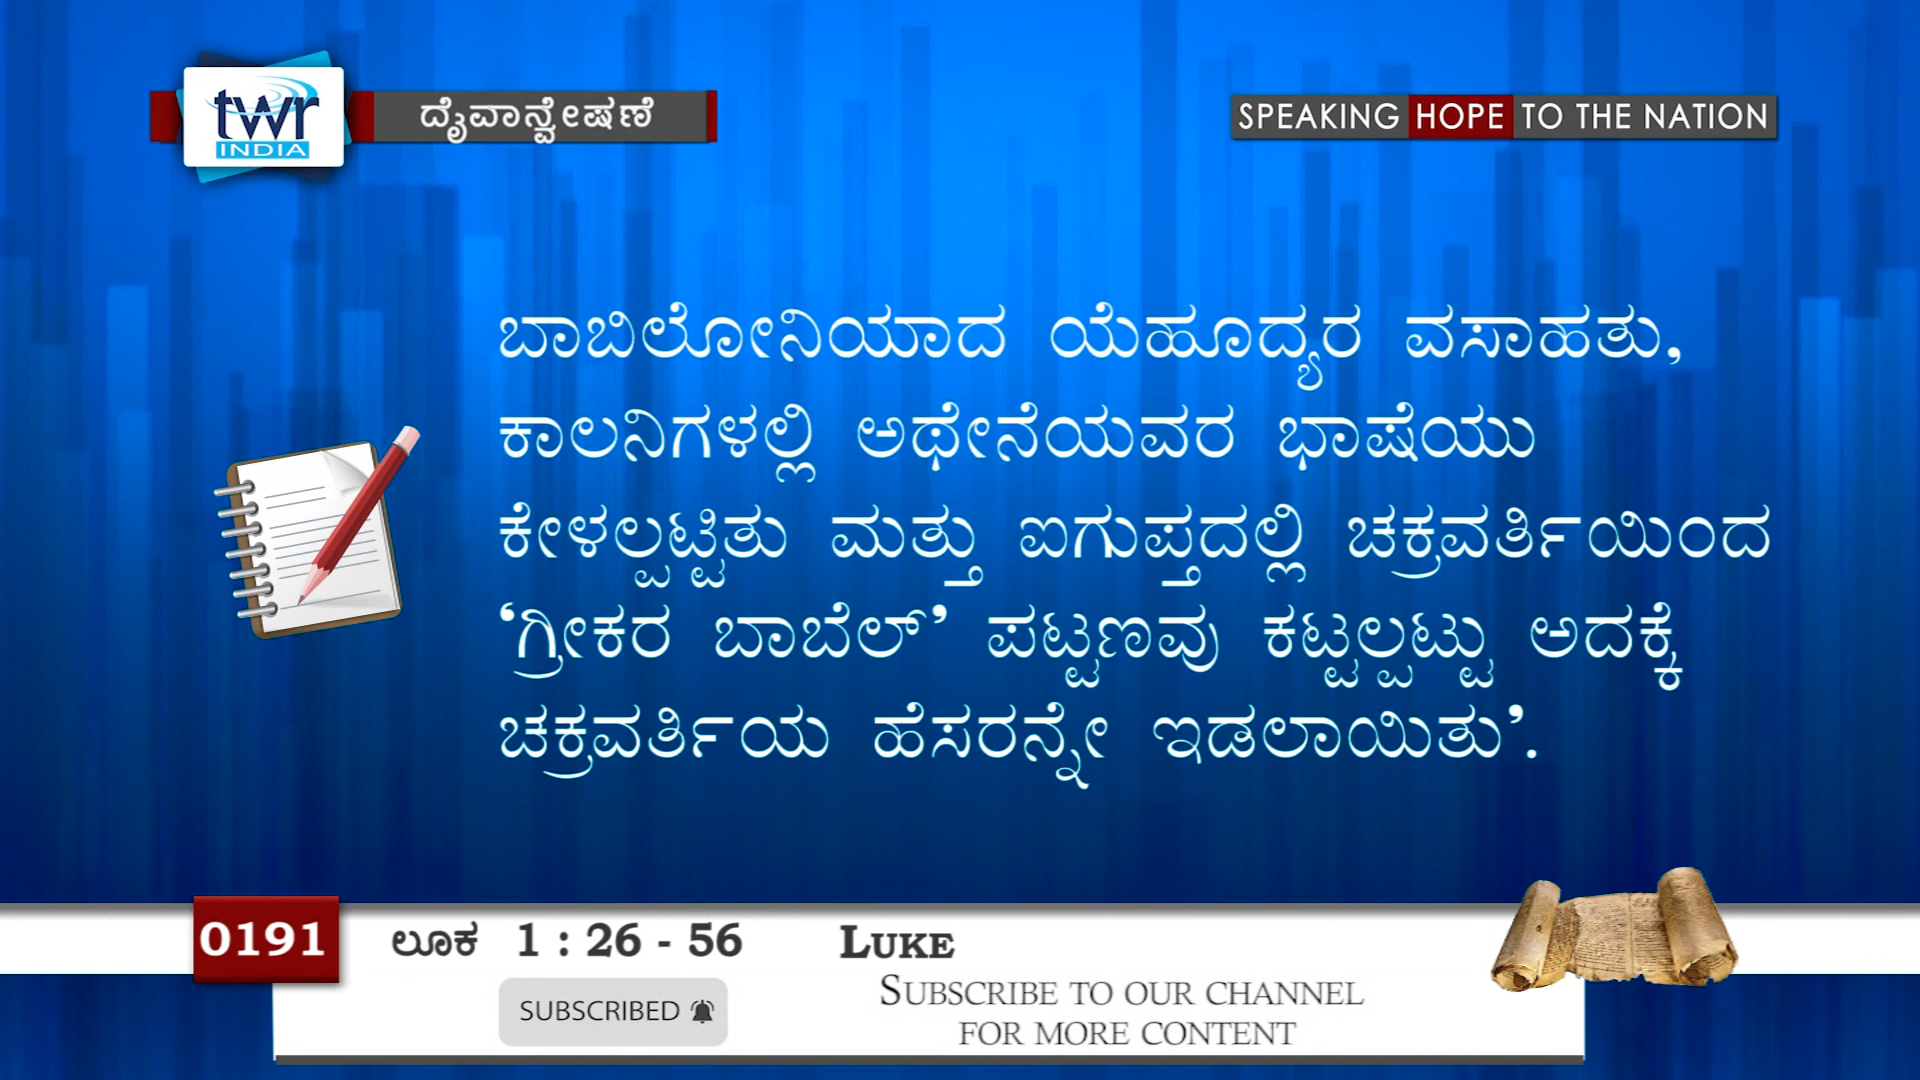 twr
INDIA
ದೈವಾನ್ವೇಷಣೆ
SPEAKING HOPE TO THE NATION
ಬಾಬಿಲೋನಿಯಾದ ಯೆಹೂದ್ಯರ ವಸಾಹತು,
ಕಾಲನಿಗಳಲ್ಲಿ ಅಥೇನೆಯವರ ಭಾಷೆಯು
ಕೇಳಲ್ಪಟ್ಟಿತು ಮತ್ತು ಐಗುಪ್ತದಲ್ಲಿ ಚಕ್ರವರ್ತಿಯಿಂದ
‘ಗ್ರೀಕರ ಬಾಬೆಲ್’ ಪಟ್ಟಣವು ಕಟ್ಟಲ್ಪಟ್ಟು ಅದಕ್ಕೆ
ಚಕ್ರವರ್ತಿಯ ಹೆಸರನ್ನೇ ಇಡಲಾಯಿತು’.
0191 ಲೂಕ 1 : 26 - 56 LUKE
SUBSCRIBED
SUBSCRIBE TO OUR CHANNEL
FOR MORE CONTENT